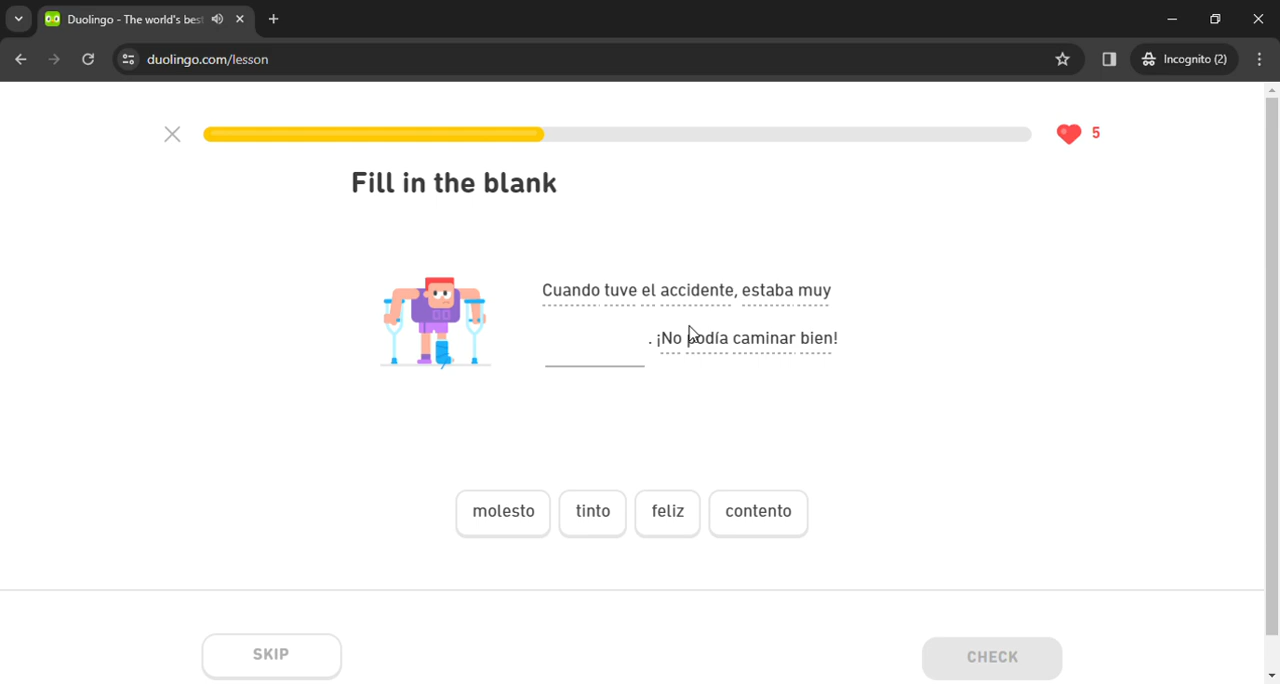 Duolingo - The world's bes
duolingo.com/lesson
Incognito (2)
5
Fill in the blank
Cuando tuve el accidente, estaba muy
. ¡No podía caminar bien!
molesto tinto feliz contento
SKIP CHECK